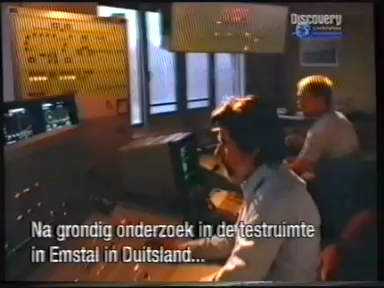 Discovery
Na grondig onderzoek in de testruimte
in Emstal in Duitsland...